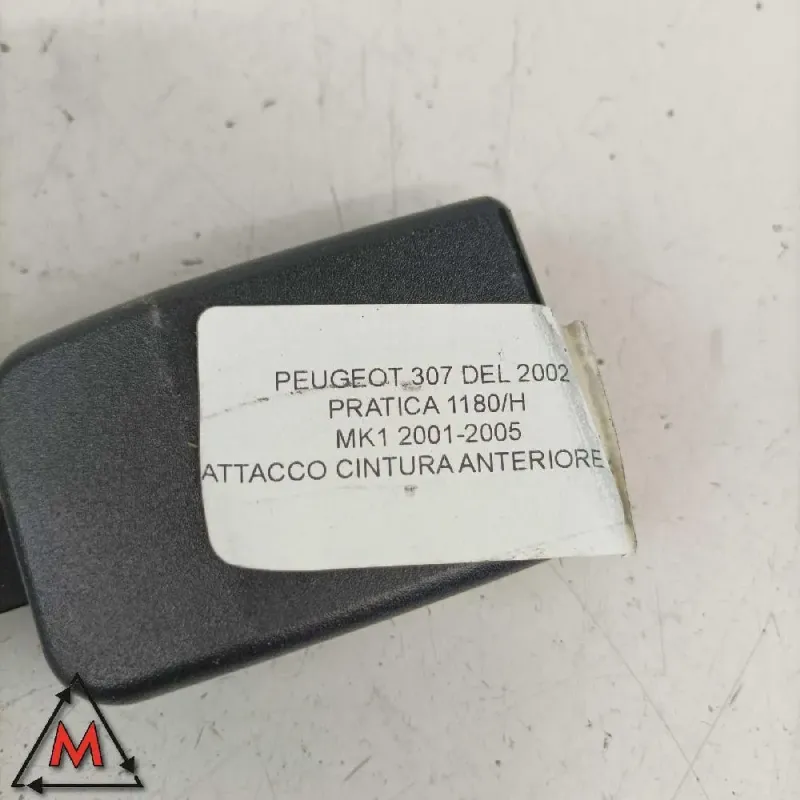 PEUGEOT 307 DEL 2002
PRATICA 1180/H
MK1 2001-2005
ATTACCO CINTURA ANTERIORE
M